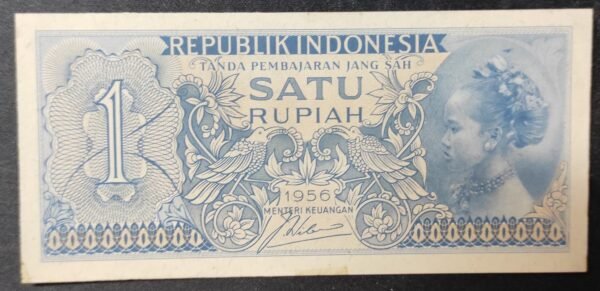 REPUBLIK INDONESIA
TANDA PEMBAJARAN JANG SAH
SATU
RUPIAH
1
1956
MENTERI KEUANGAN